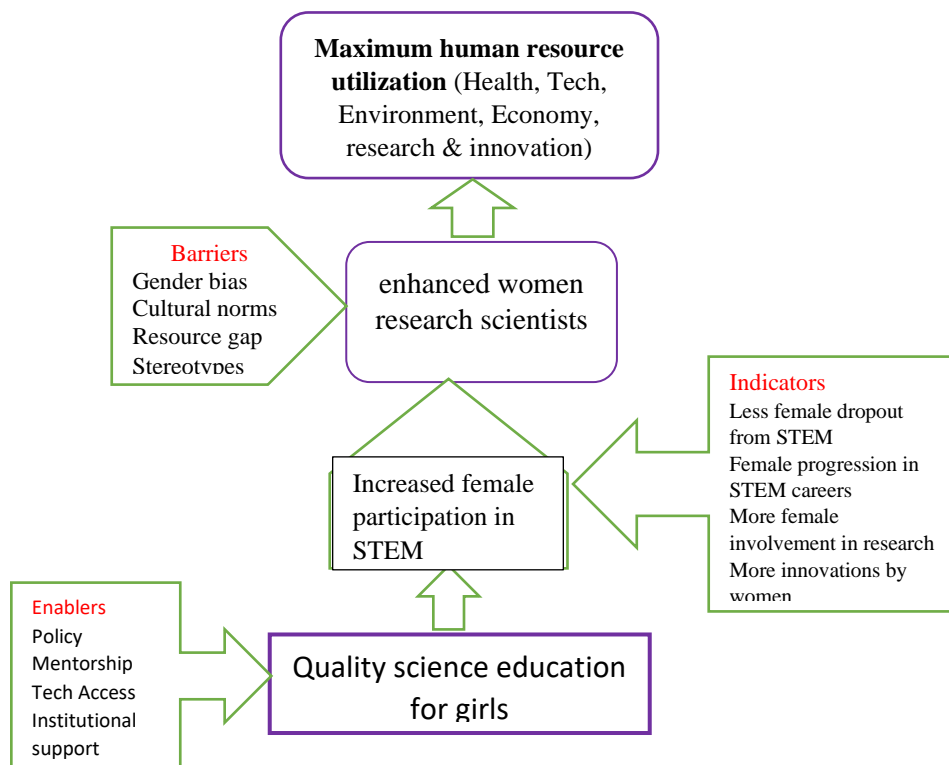 Maximum human resource
utilization (Health, Tech,
Environment, Economy,
research & innovation)
Barriers
Gender bias
Cultural norms
Resource gap
Stereotypes
enhanced women
research scientists
Indicators
Less female dropout
from STEM
Female progression in
STEM careers
More female
involvement in research
More innovations by
women
Increased female
participation in
STEM
Enablers
Policy
Mentorship
Tech Access
Institutional
support
Quality science education
for girls